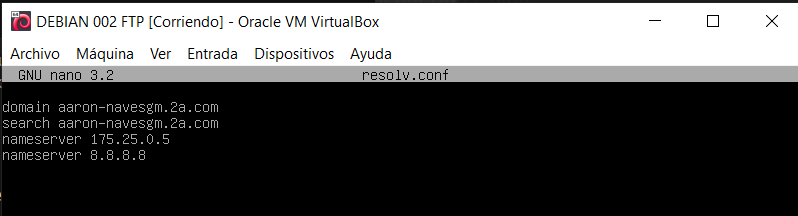 DEBIAN 002 FTP [Corriendo] - Oracle VM VirtualBox
Archivo Máquina Ver Entrada Dispositivos Ayuda
GNU nano 3.2 resolv.conf
domain aaron-navesgm.2a.com
search aaron-navesgm.2a.com
nameserver 175.25.0.5
nameserver 8.8.8.8